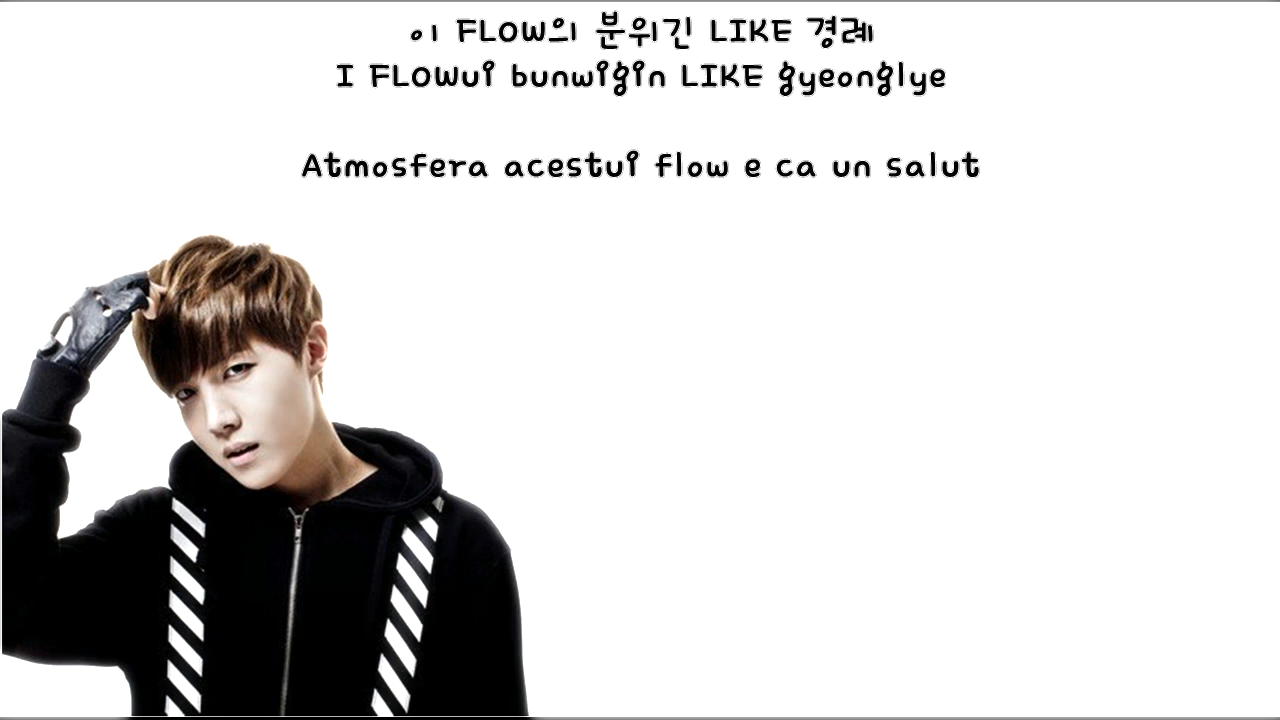 이 FLOW의 분위긴 LIKE 경례
I FLOWui bunwigin LIKE gyeonglye
Atmosfera acestui flow e ca un salut